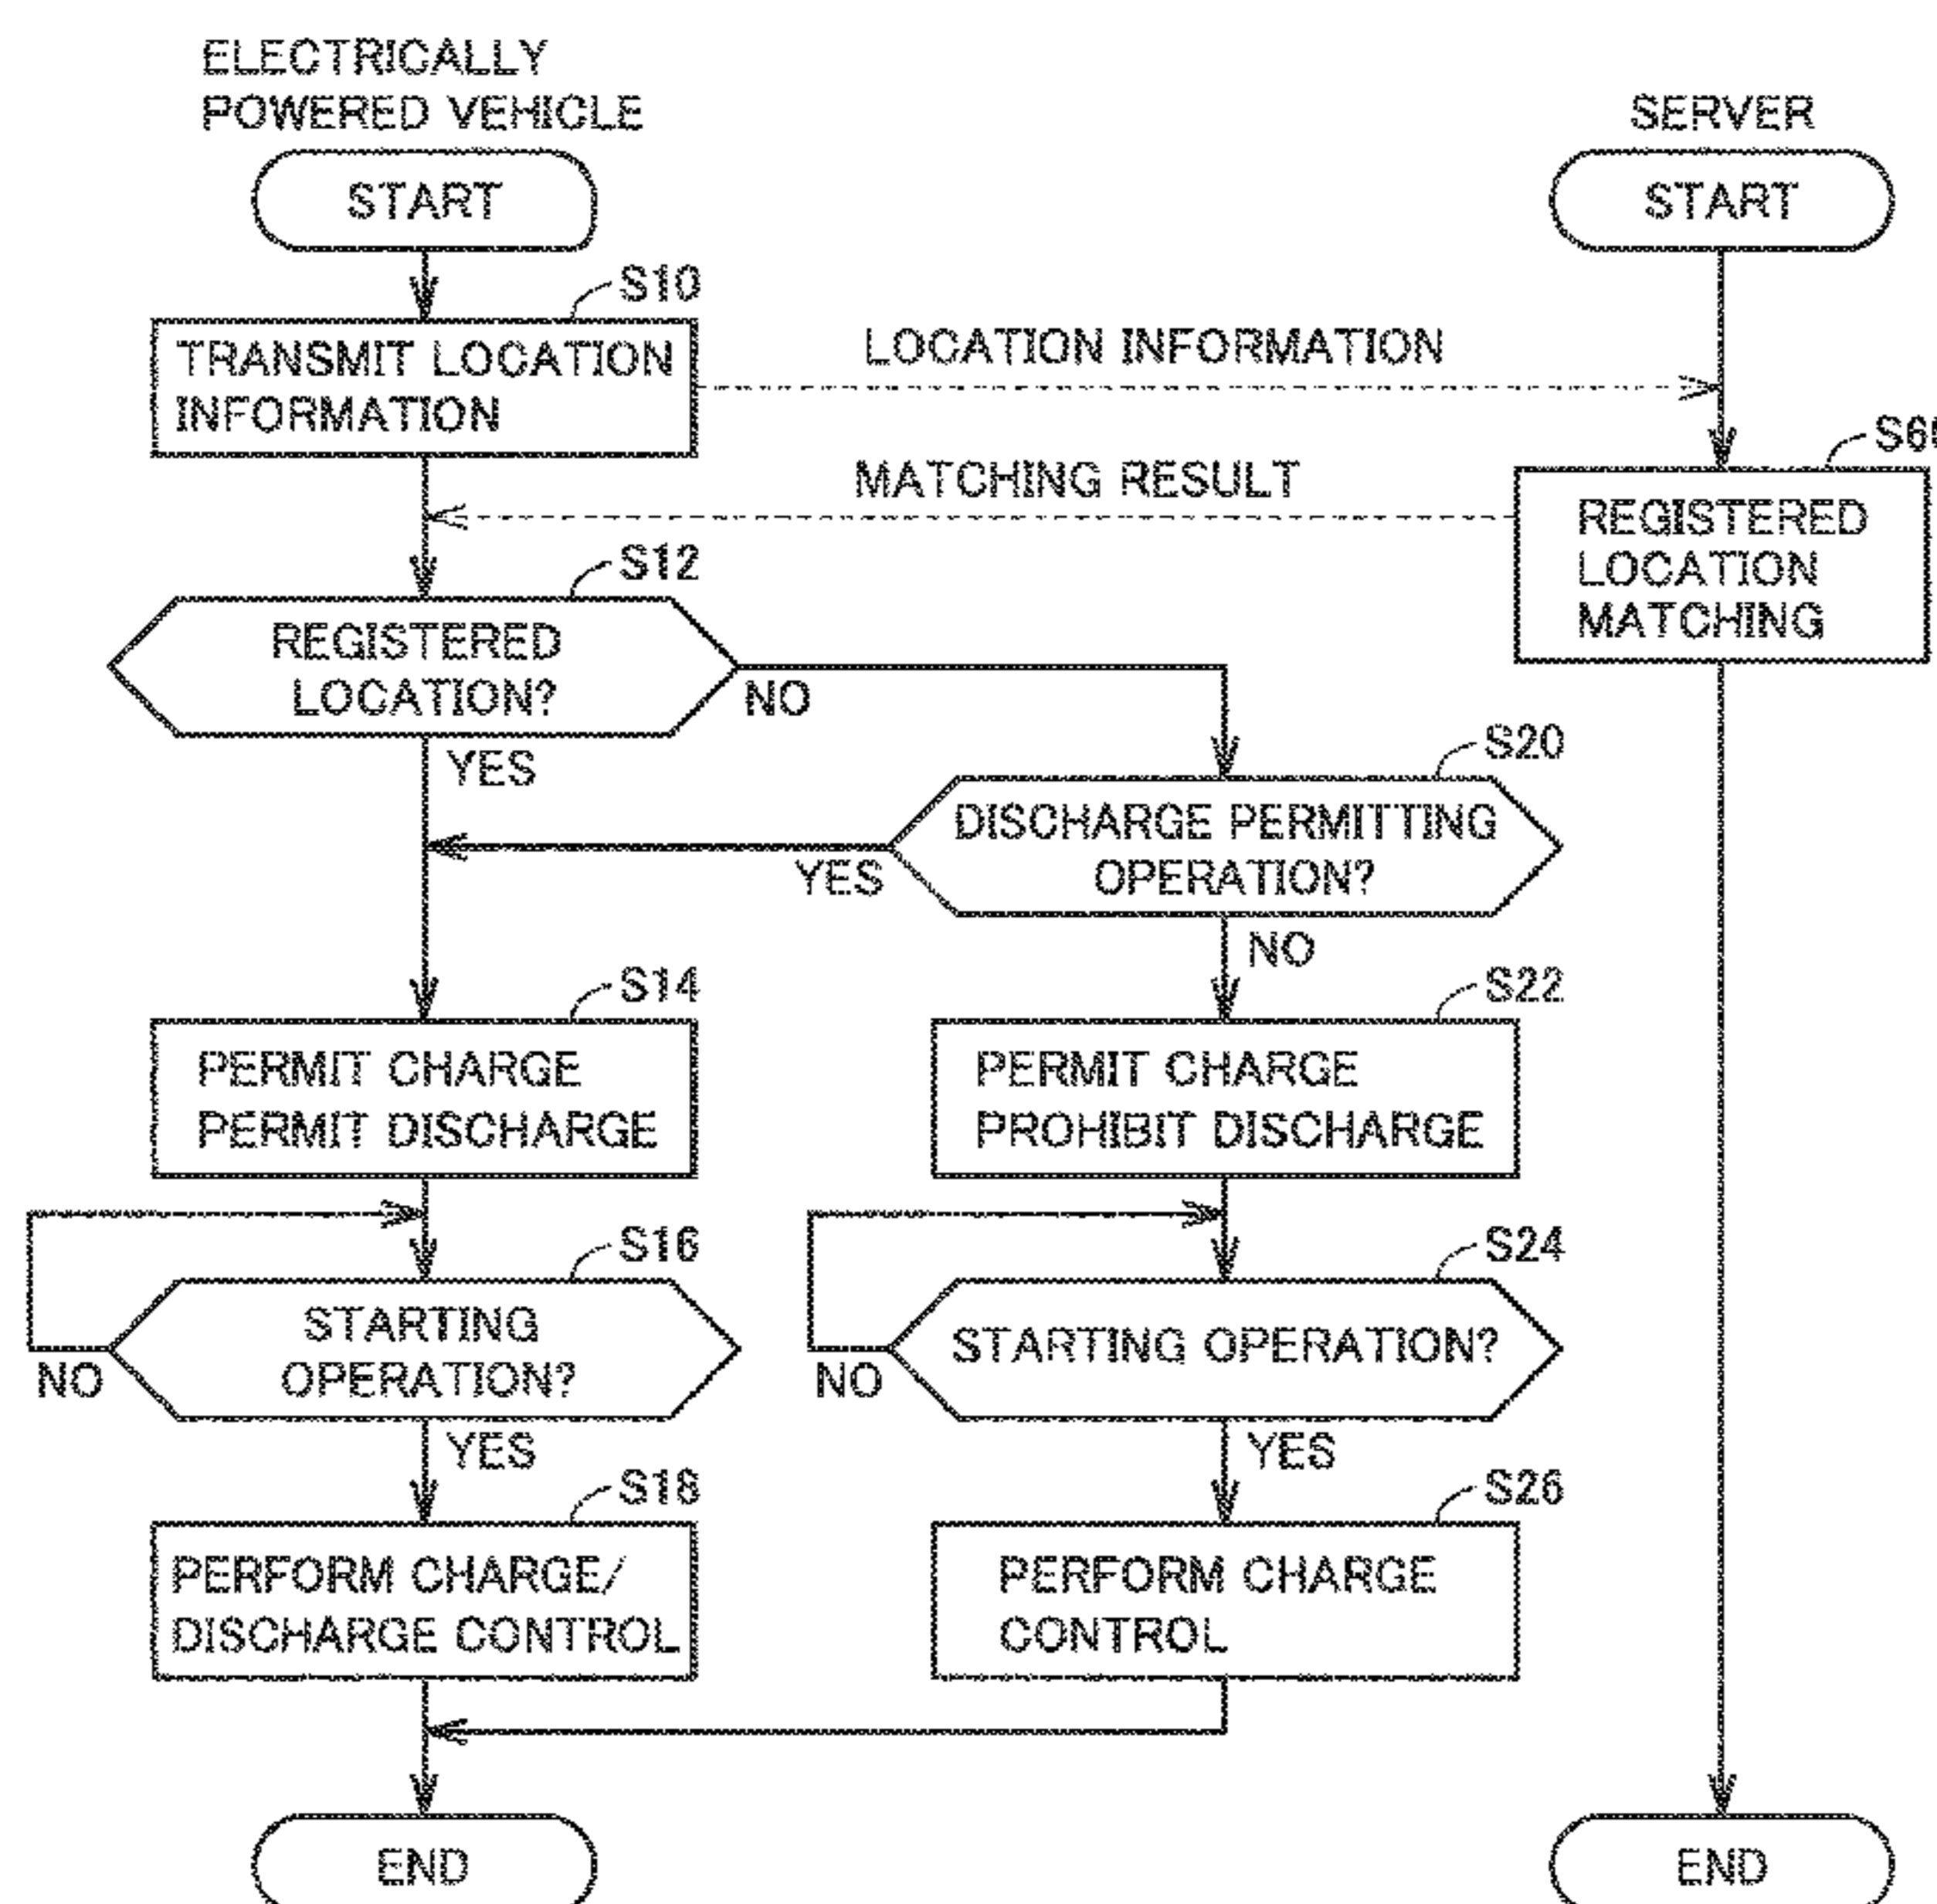 ELECTRICALLY
POWERED VEHICLE
SERVER
START
START
S10
TRANSMIT LOCATION
INFORMATION
LOCATION INFORMATION
MATCHING RESULT
REGISTERED
LOCATION
MATCHING
S12
REGISTERED
LOCATION?
NO
YES
S20
DISCHARGE PERMITTING
OPERATION?
YES
NO
S14
PERMIT CHARGE
PERMIT DISCHARGE
S22
PERMIT CHARGE
PROHIBIT DISCHARGE
S16
STARTING
OPERATION?
NO
YES
S24
STARTING OPERATION?
NO
YES
S18
PERFORM CHARGE/
DISCHARGE CONTROL
S26
PERFORM CHARGE
CONTROL
END
END